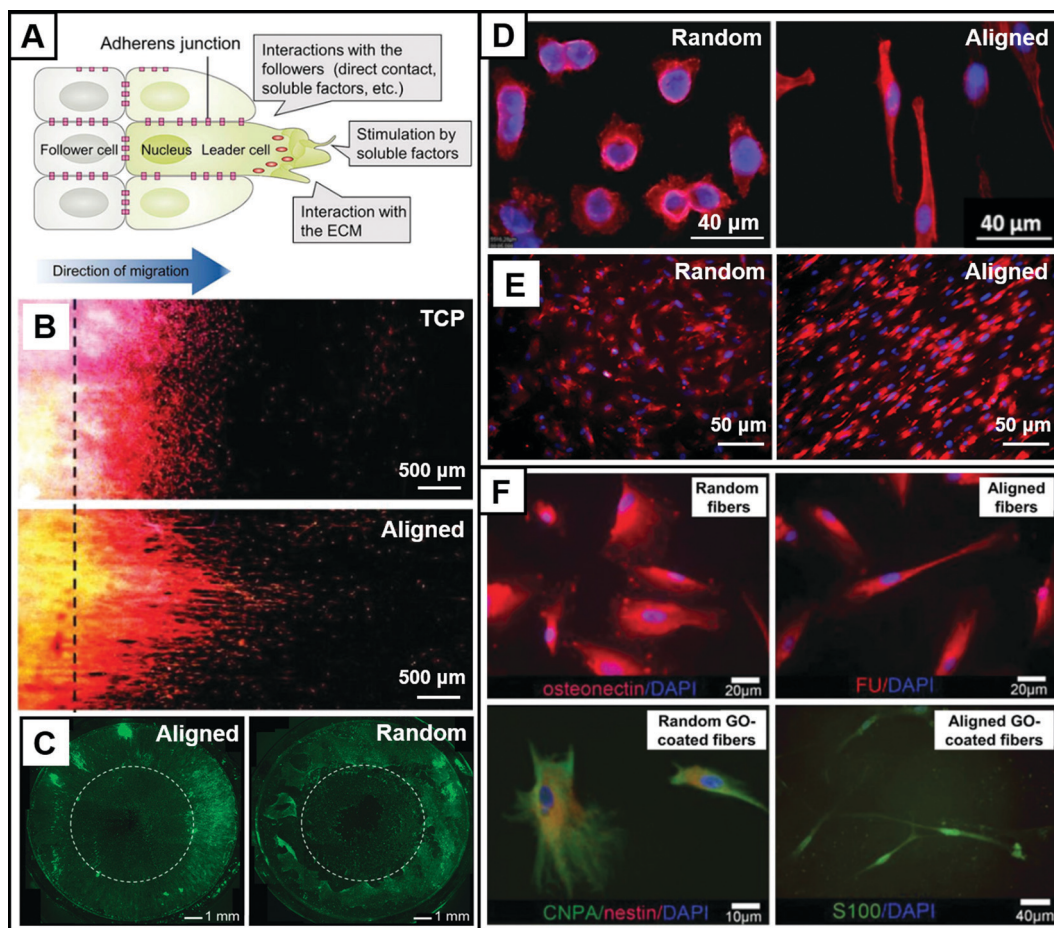 A
Adherens junction
Interactions with the
followers (direct contact,
soluble factors, etc.)
Follower cell
Nucleus
Leader cell
Stimulation by
soluble factors
Interaction with
the ECM
Direction of migration
B
TCP
500 μm
Aligned
500 μm
C
Aligned
1 mm
Random
1 mm
D
Random
40 μm
Aligned
40 μm
E
Random
50 μm
Aligned
50 μm
F
Random
fibers
osteonectin/DAPI
20μm
Aligned
fibers
FU/DAPI
20μm
Random GO-
coated fibers
CNPA/nestin/DAPI
10μm
Aligned GO-
coated fibers
S100/DAPI
40μm